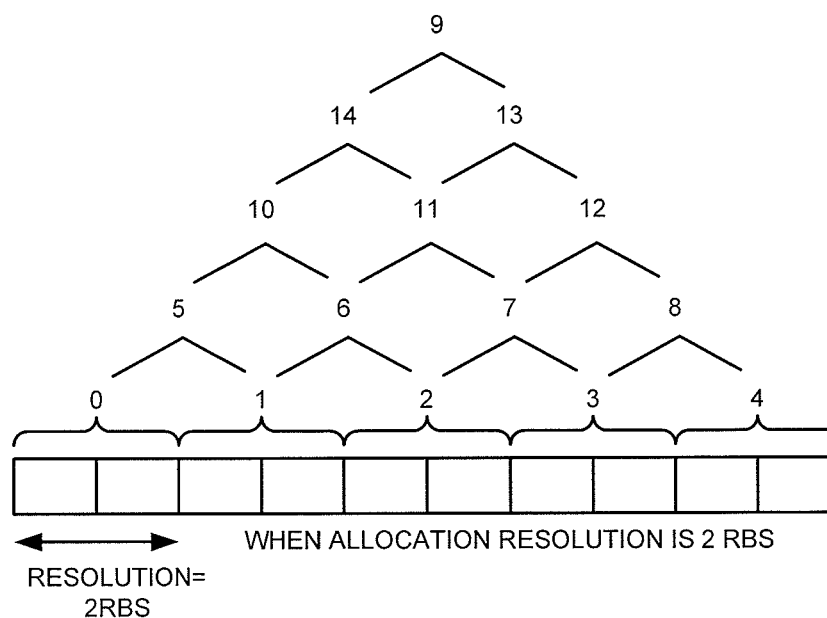 9
14 13
10 11 12
5 6 7 8
0 1 2 3 4
WHEN ALLOCATION RESOLUTION IS 2 RBS
RESOLUTION=
2RBS